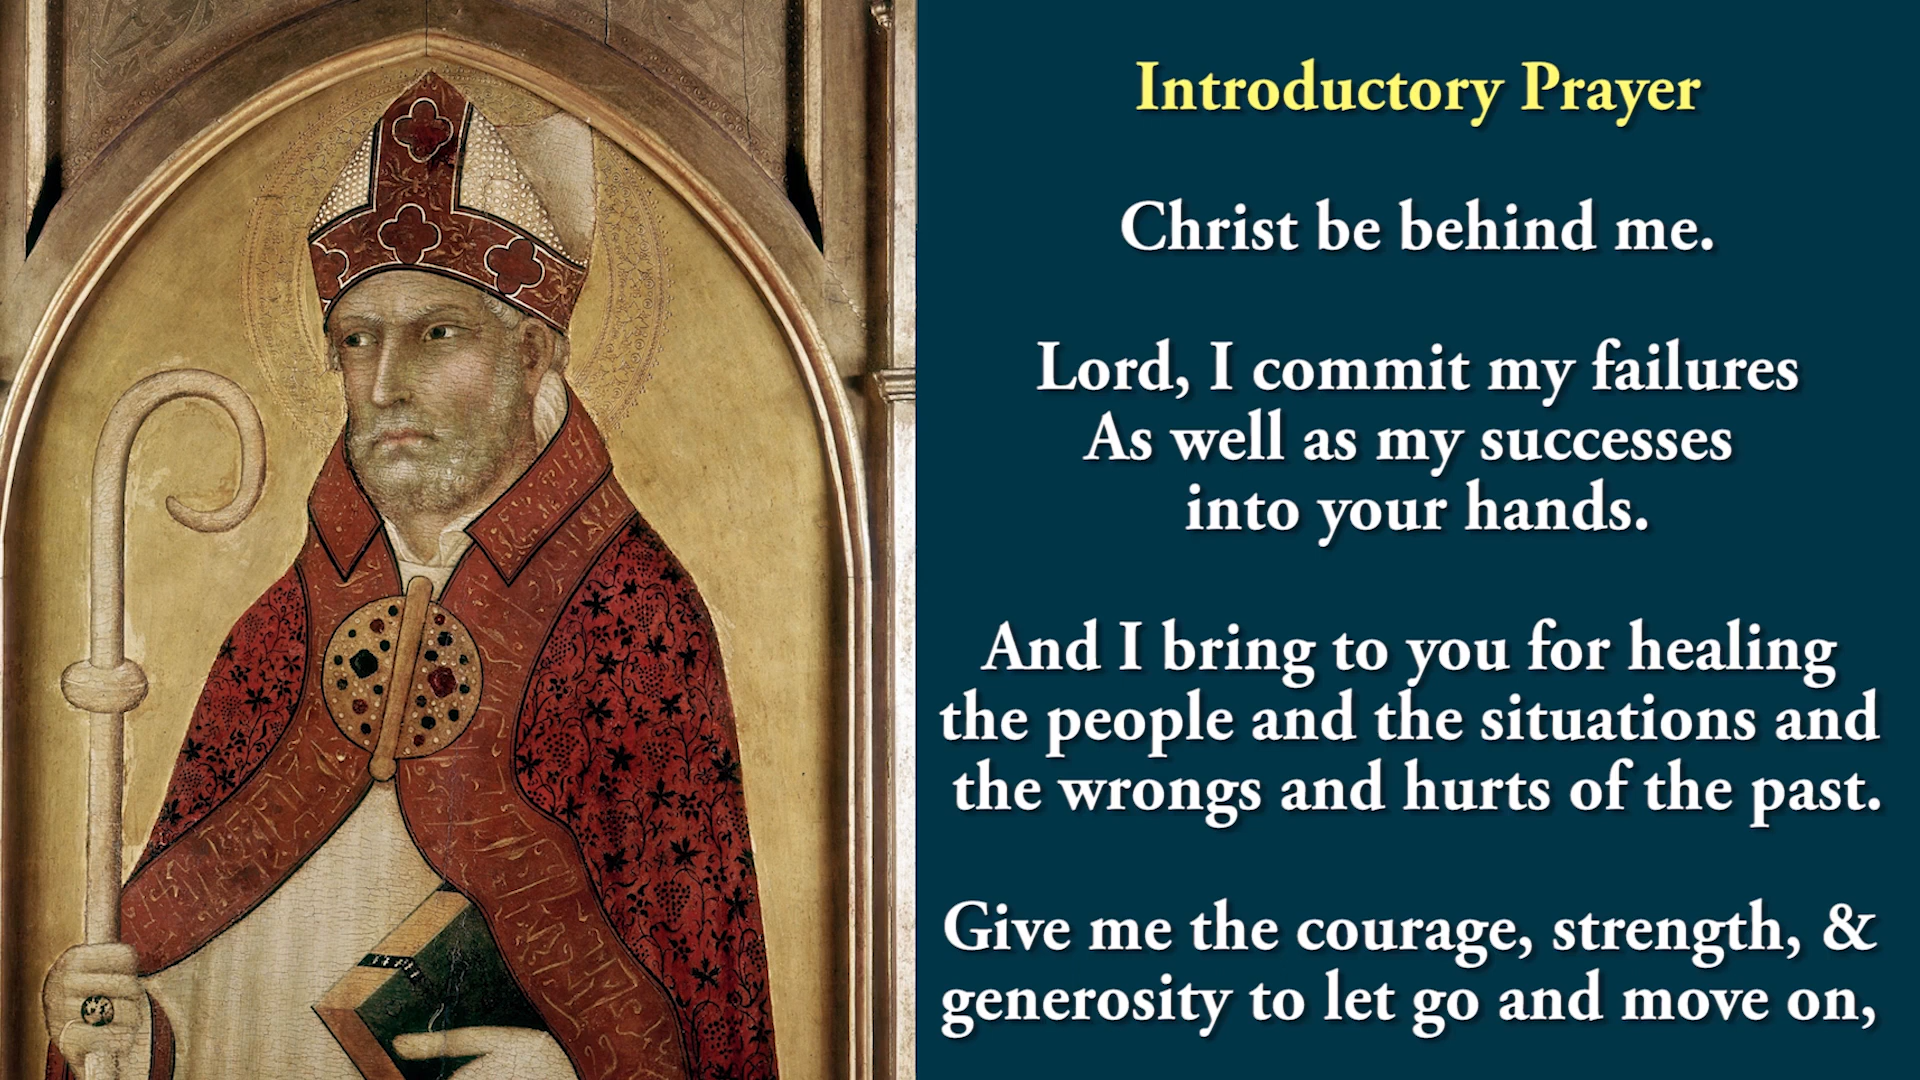 Introductory Prayer
Christ be behind me.
Lord, I commit my failures
As well as my successes
into your hands.
And I bring to you for healing
the people and the situations and
the wrongs and hurts of the past.
Give me the courage, strength, &
generosity to let go and move on,